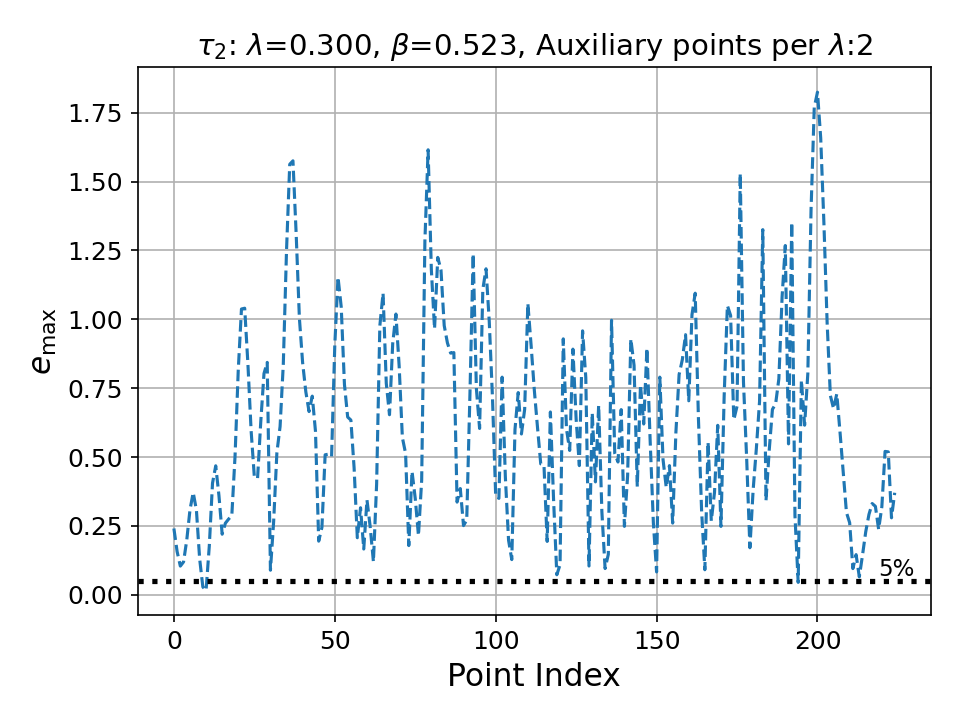 τ₂: λ=0.300, β=0.523, Auxiliary points per λ:2
1.75
1.50
1.25
1.00
0.75
0.50
0.25
0.00
e_max
5%
0 50 100 150 200
Point Index